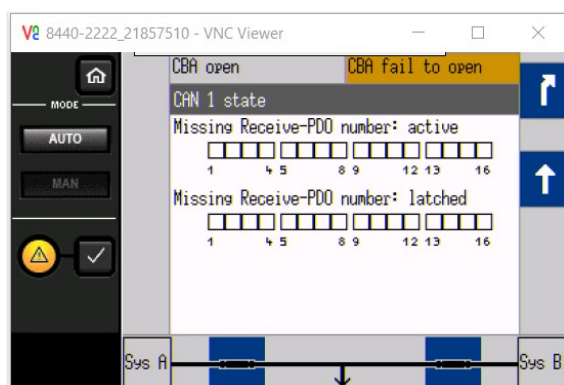 8440-2222_21857510 - VNC Viewer
CBA open
CBA fail to open
CAN 1 state
MODE
Missing Receive-PDO number: active
AUTO
1 4 5 8 9 12 13 16
MAN
Missing Receive-PDO number: latched
1 4 5 8 9 12 13 16
Sys A
Sys B